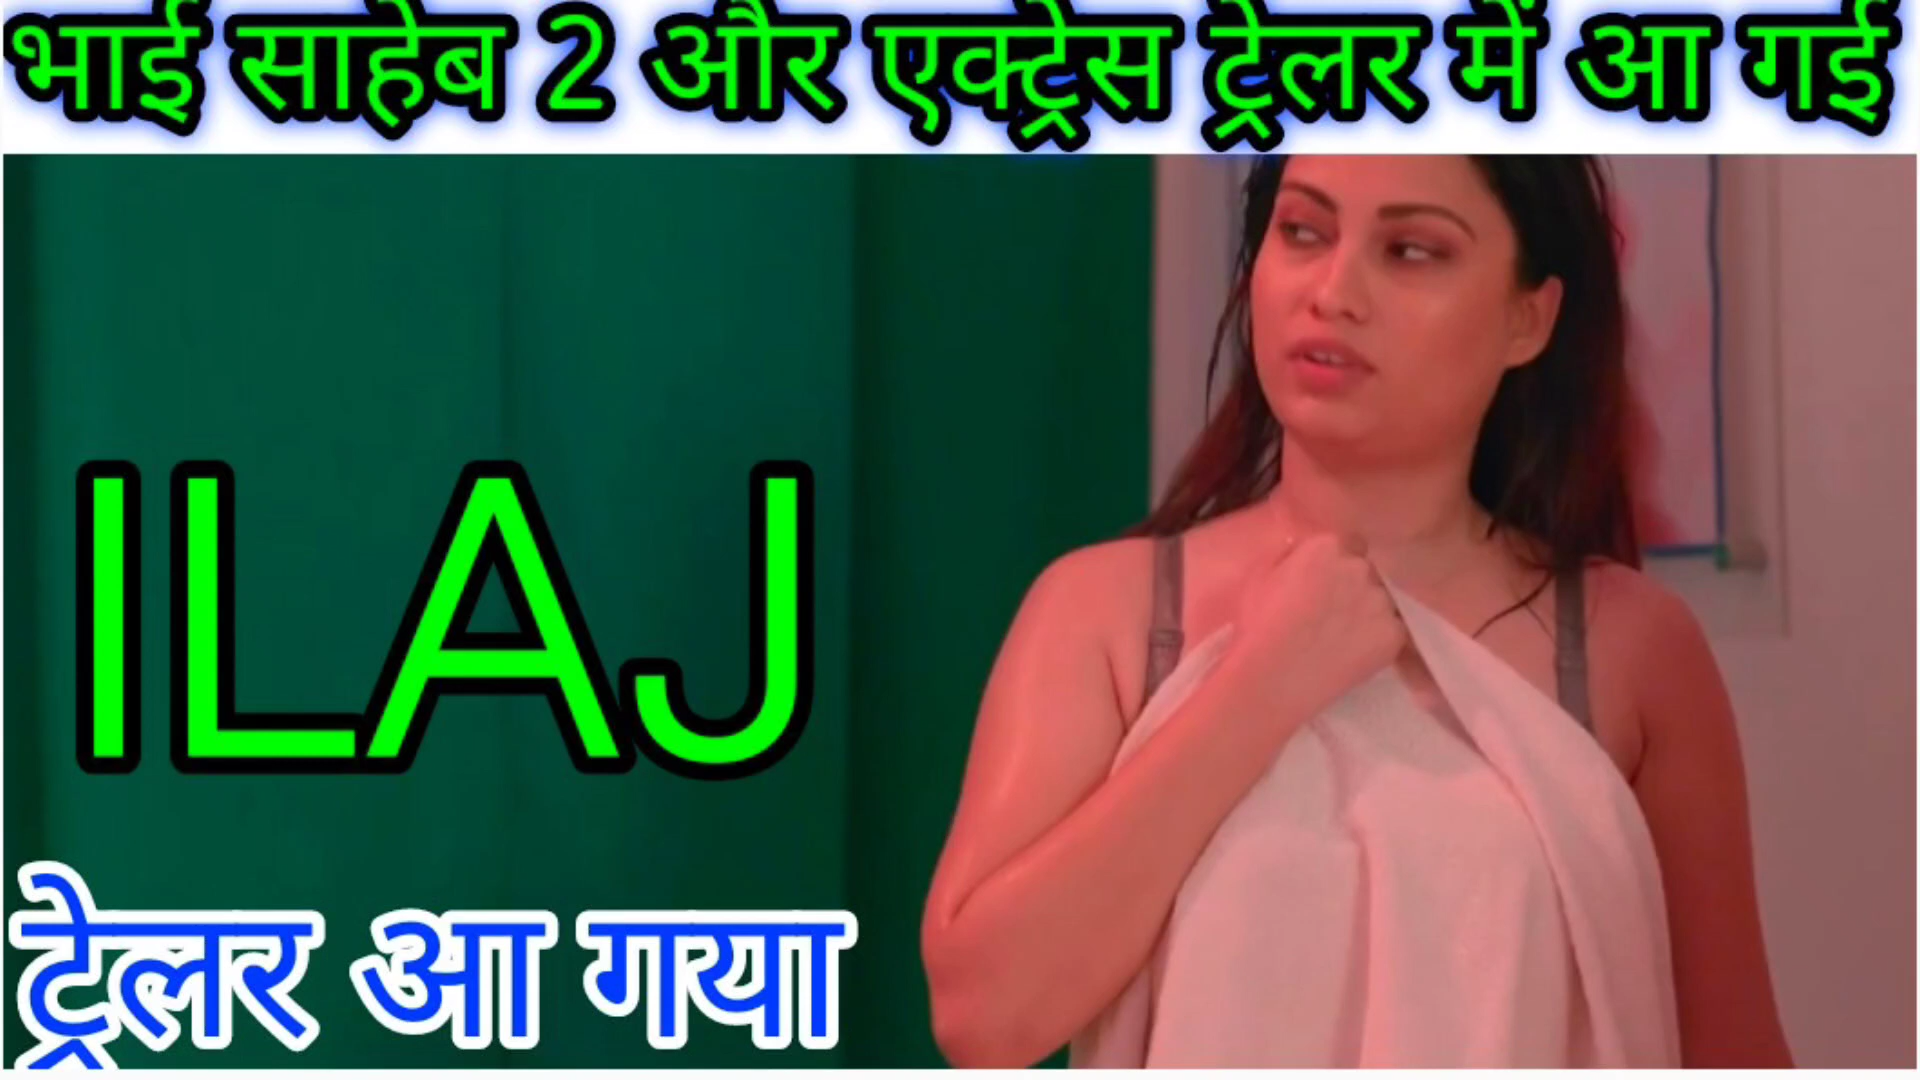 भाई साहेब 2 और एक्ट्रेस ट्रेलर में आ गई
ILAJ
ट्रेलर आ गया